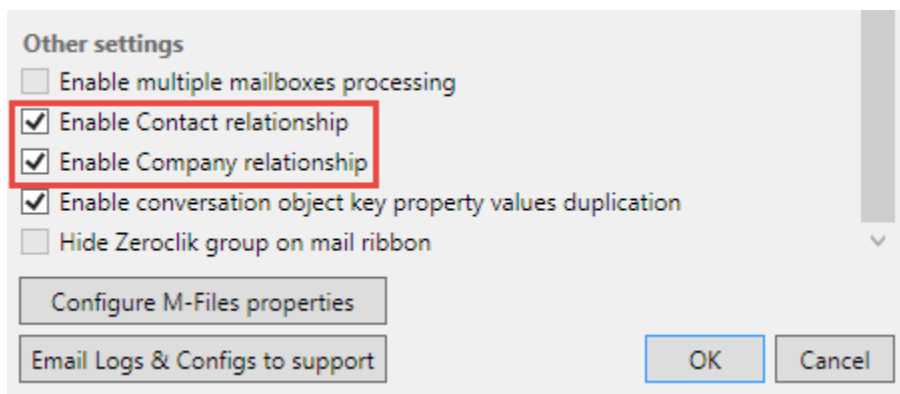 Other settings
Enable multiple mailboxes processing
Enable Contact relationship
Enable Company relationship
Enable conversation object key property values duplication
Hide Zeroclik group on mail ribbon
Configure M-Files properties
Email Logs & Configs to support
OK
Cancel